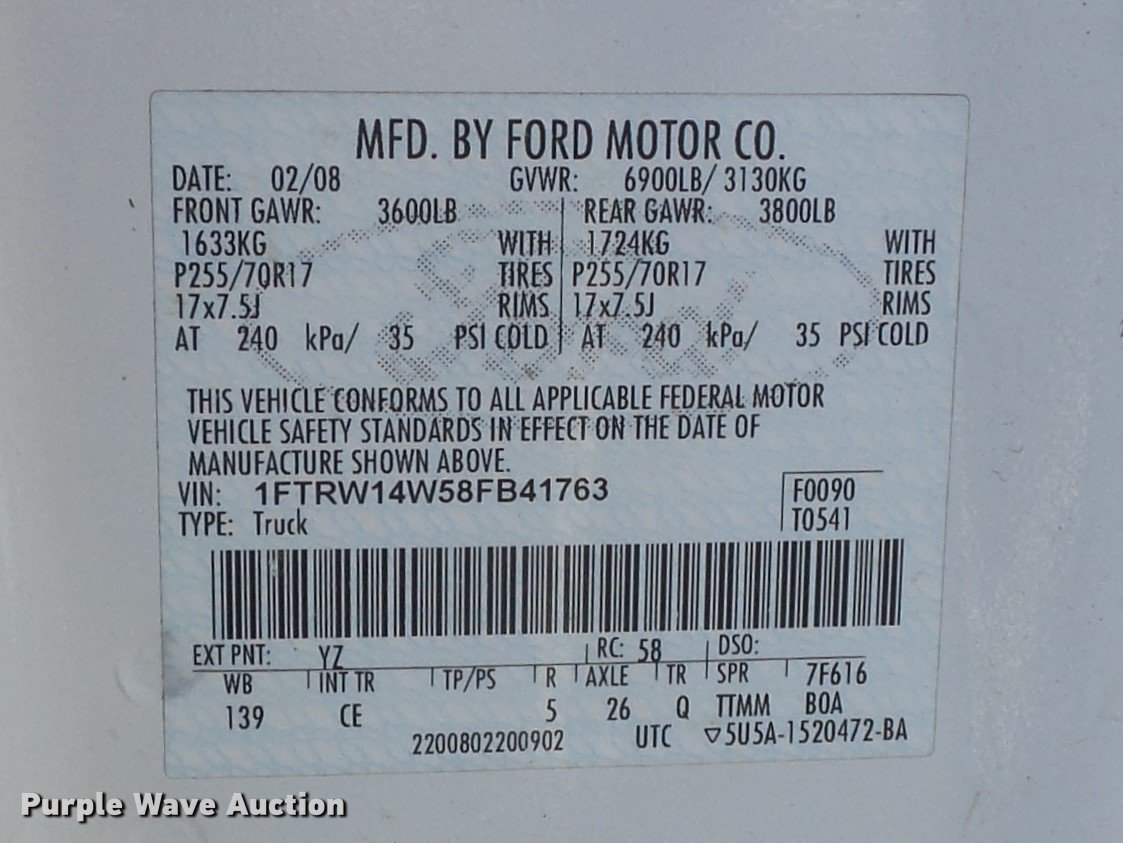 MFD. BY FORD MOTOR CO.
DATE: 02/08 GVWR: 6900LB/ 3130KG
FRONT GAWR: 3600LB REAR GAWR: 3800LB
1633KG WITH 1724KG WITH
P255/70R17 TIRES P255/70R17 TIRES
17x7.5J RIMS 17x7.5J RIMS
AT 240 kPa/ 35 PSI COLD AT 240 kPa/ 35 PSI COLD
THIS VEHICLE CONFORMS TO ALL APPLICABLE FEDERAL MOTOR
VEHICLE SAFETY STANDARDS IN EFFECT ON THE DATE OF
MANUFACTURE SHOWN ABOVE.
VIN: 1FTRW14W58FB41763 F0090
TYPE: Truck T0541
EXT PNT: YZ RC: 58 DSO:
WB INT TR TP/PS R AXLE TR SPR 7F616
139 CE 5 26 Q TTMM BOA
2200802200902 UTC ▽5U5A-1520472-BA
Purple Wave Auction